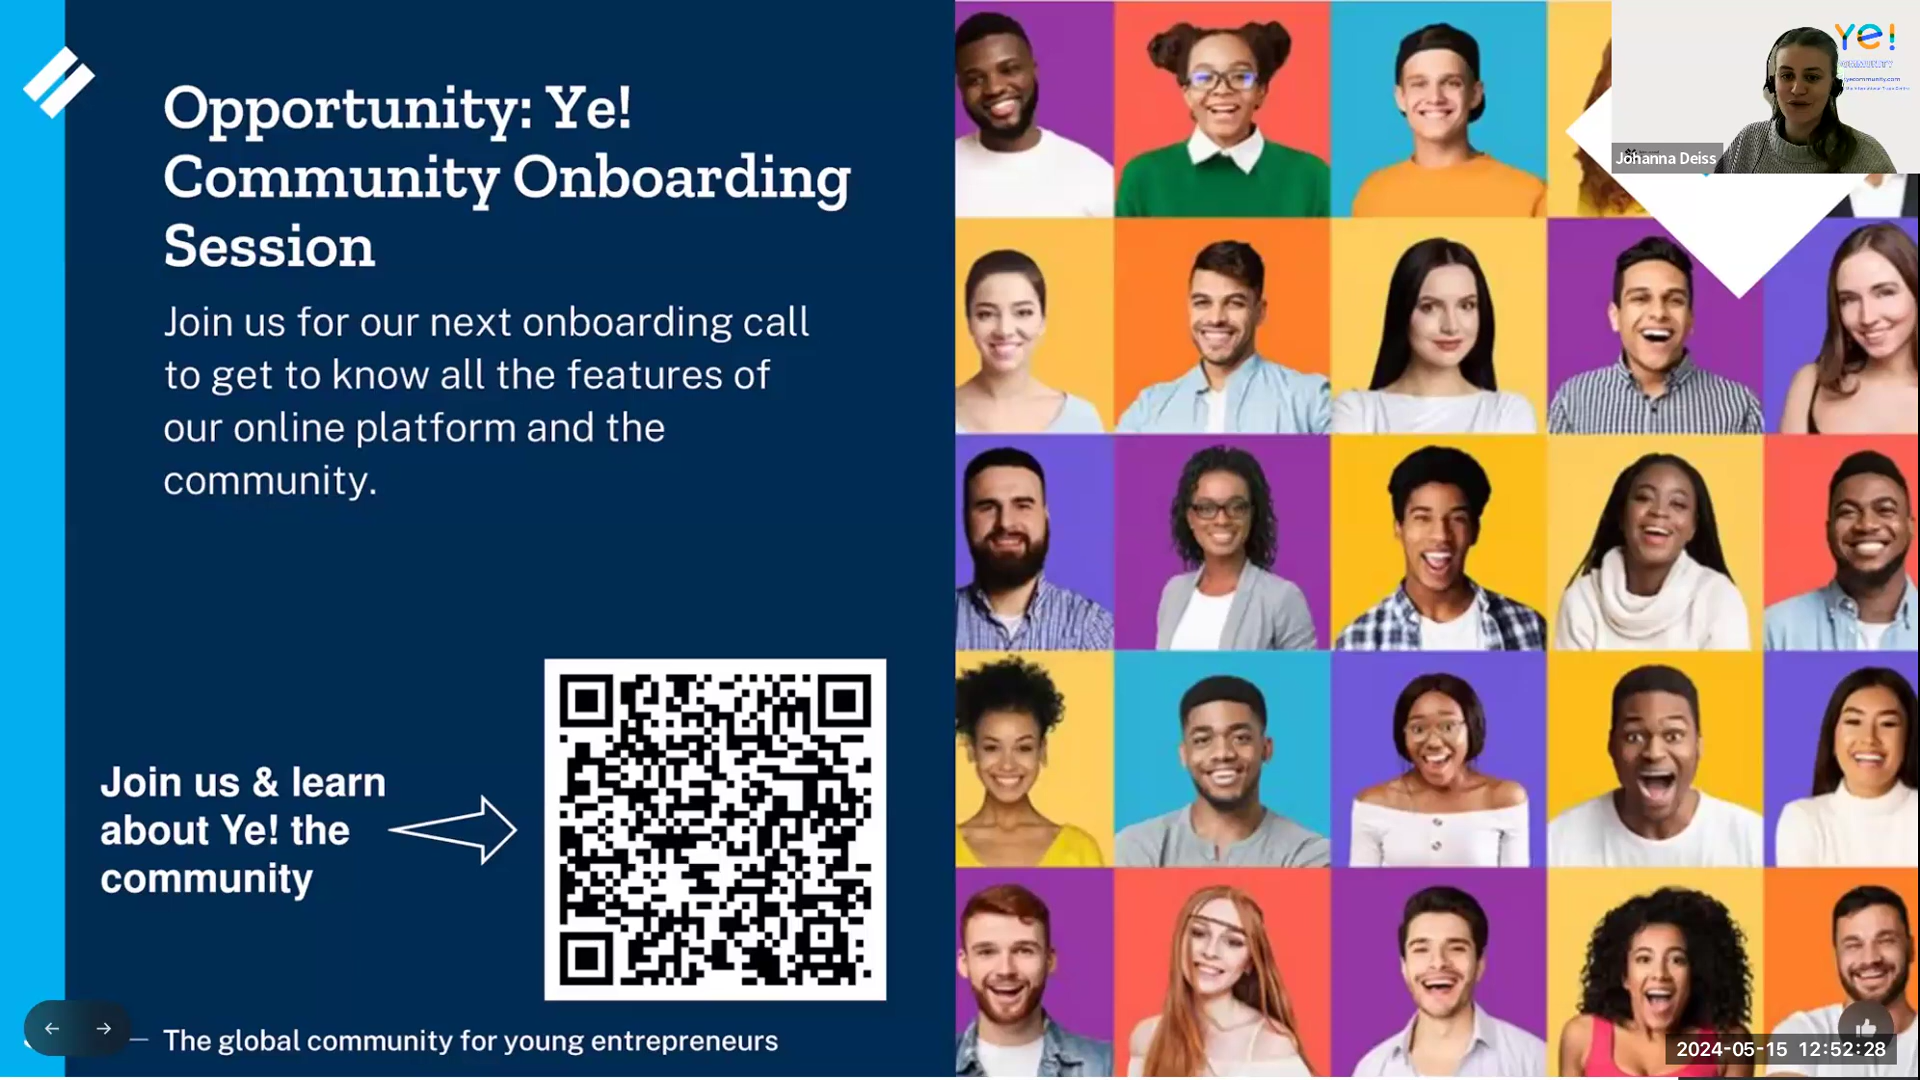 Opportunity: Ye!
Community Onboarding
Session
Join us for our next onboarding call
to get to know all the features of
our online platform and the
community.
Join us & learn
about Ye! the
community
The global community for young entrepreneurs
ye!
COMMUNITY
Johanna Deiss
2024-05-15 12:52:28